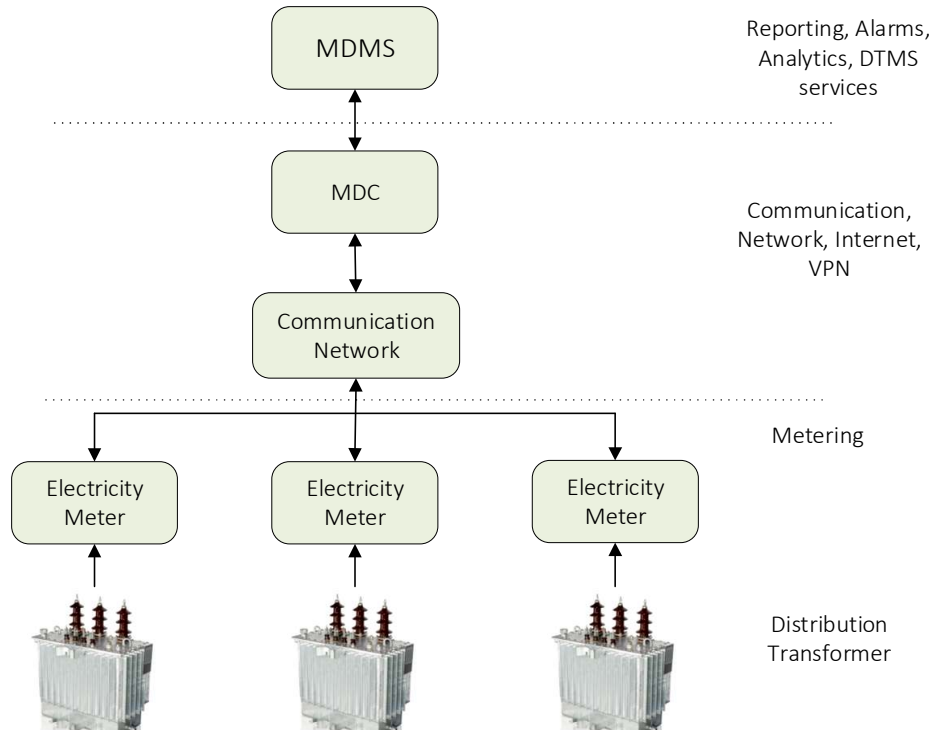 MDMS
Reporting, Alarms,
Analytics, DTMS
services
MDC
Communication,
Network, Internet,
VPN
Communication
Network
Metering
Electricity
Meter
Electricity
Meter
Electricity
Meter
Distribution
Transformer